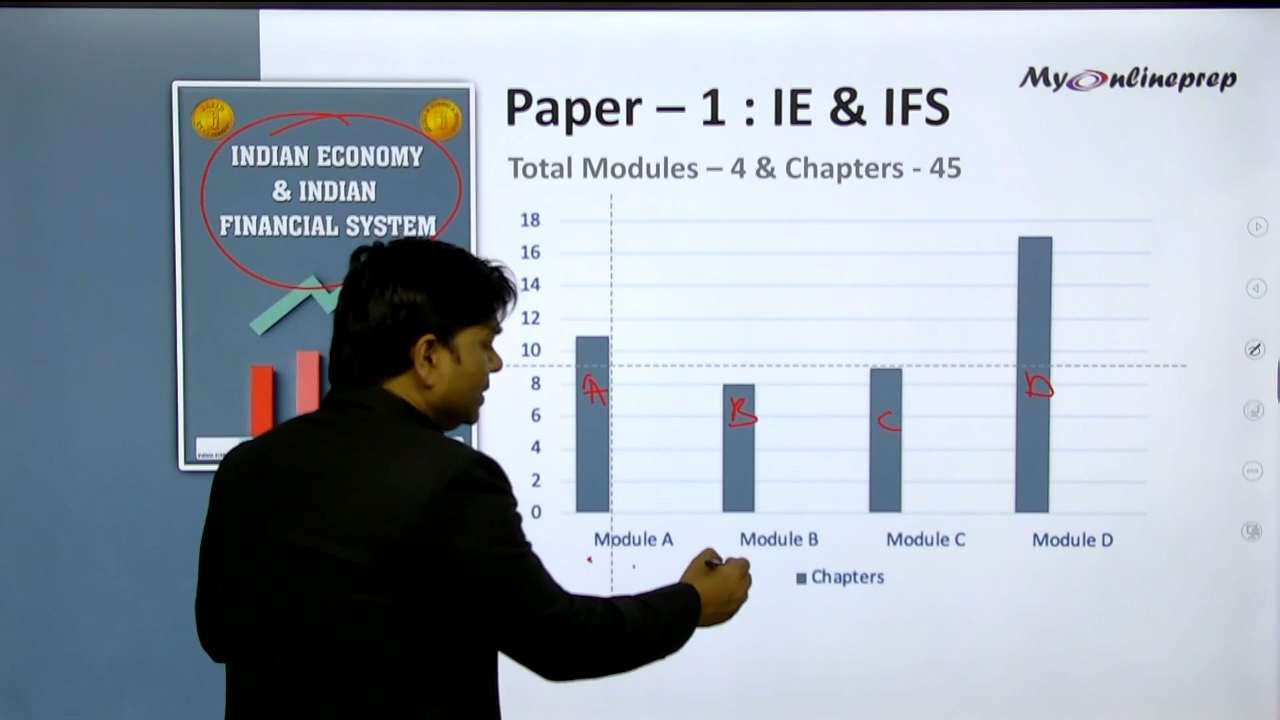 MyOnlineprep
Paper – 1 : IE & IFS
INDIAN ECONOMY
& INDIAN
FINANCIAL SYSTEM
Total Modules – 4 & Chapters - 45
18
16
14
12
10
8
6
4
2
0
A
B
C
D
Module A
Module B
Module C
Module D
Chapters